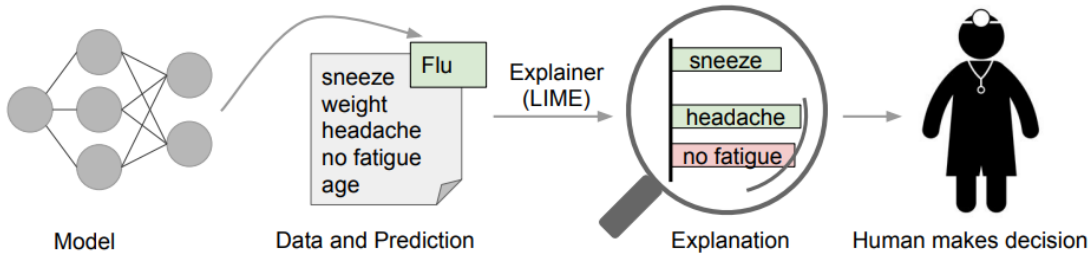 sneeze
weight
headache
no fatigue
age
Flu
Explainer
(LIME)
sneeze
headache
no fatigue
Model
Data and Prediction
Explanation
Human makes decision